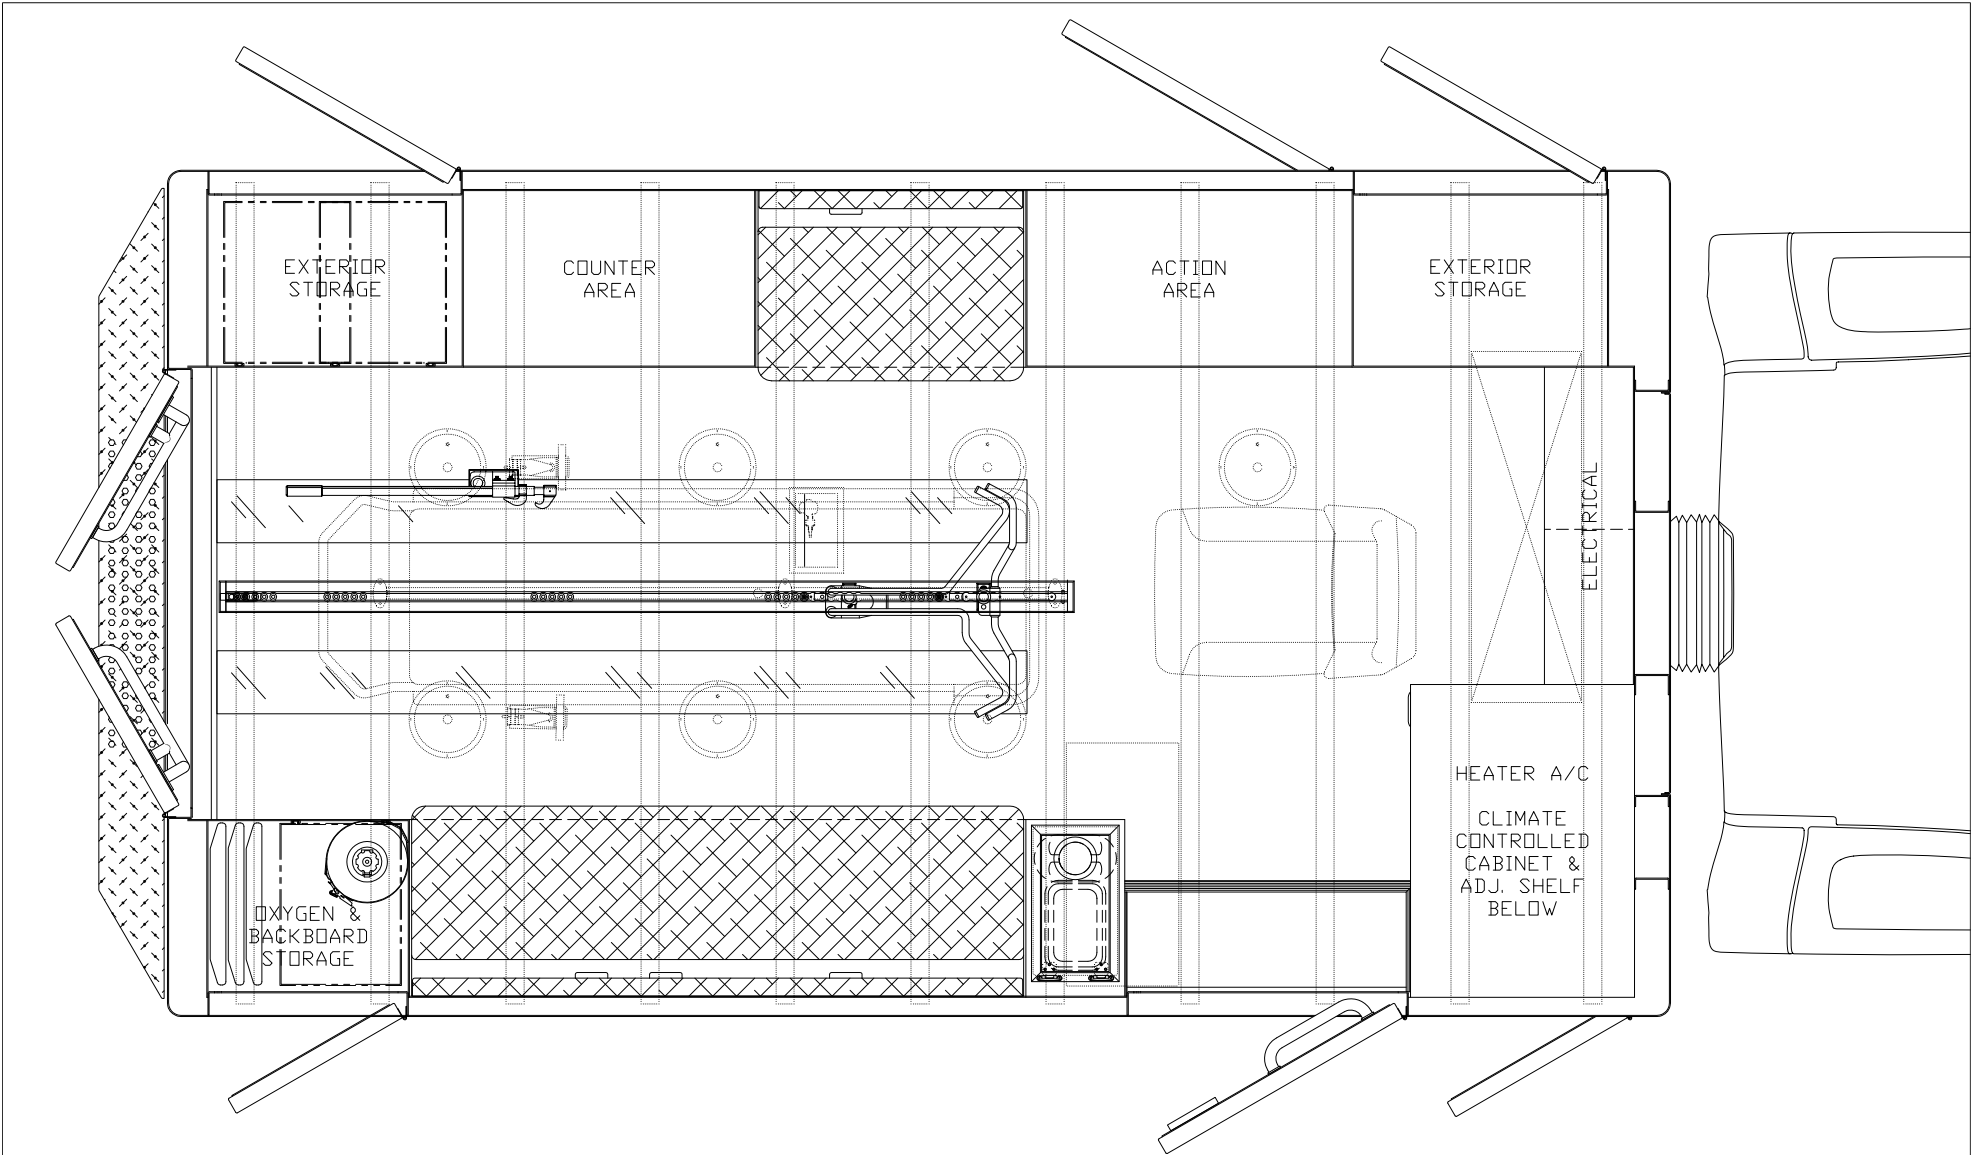 EXTERIOR
STORAGE
COUNTER
AREA
ACTION
AREA
EXTERIOR
STORAGE
ELECTRICAL
HEATER A/C
CLIMATE
CONTROLLED
CABINET &
ADJ. SHELF
BELOW
OXYGEN &
BACKBOARD
STORAGE